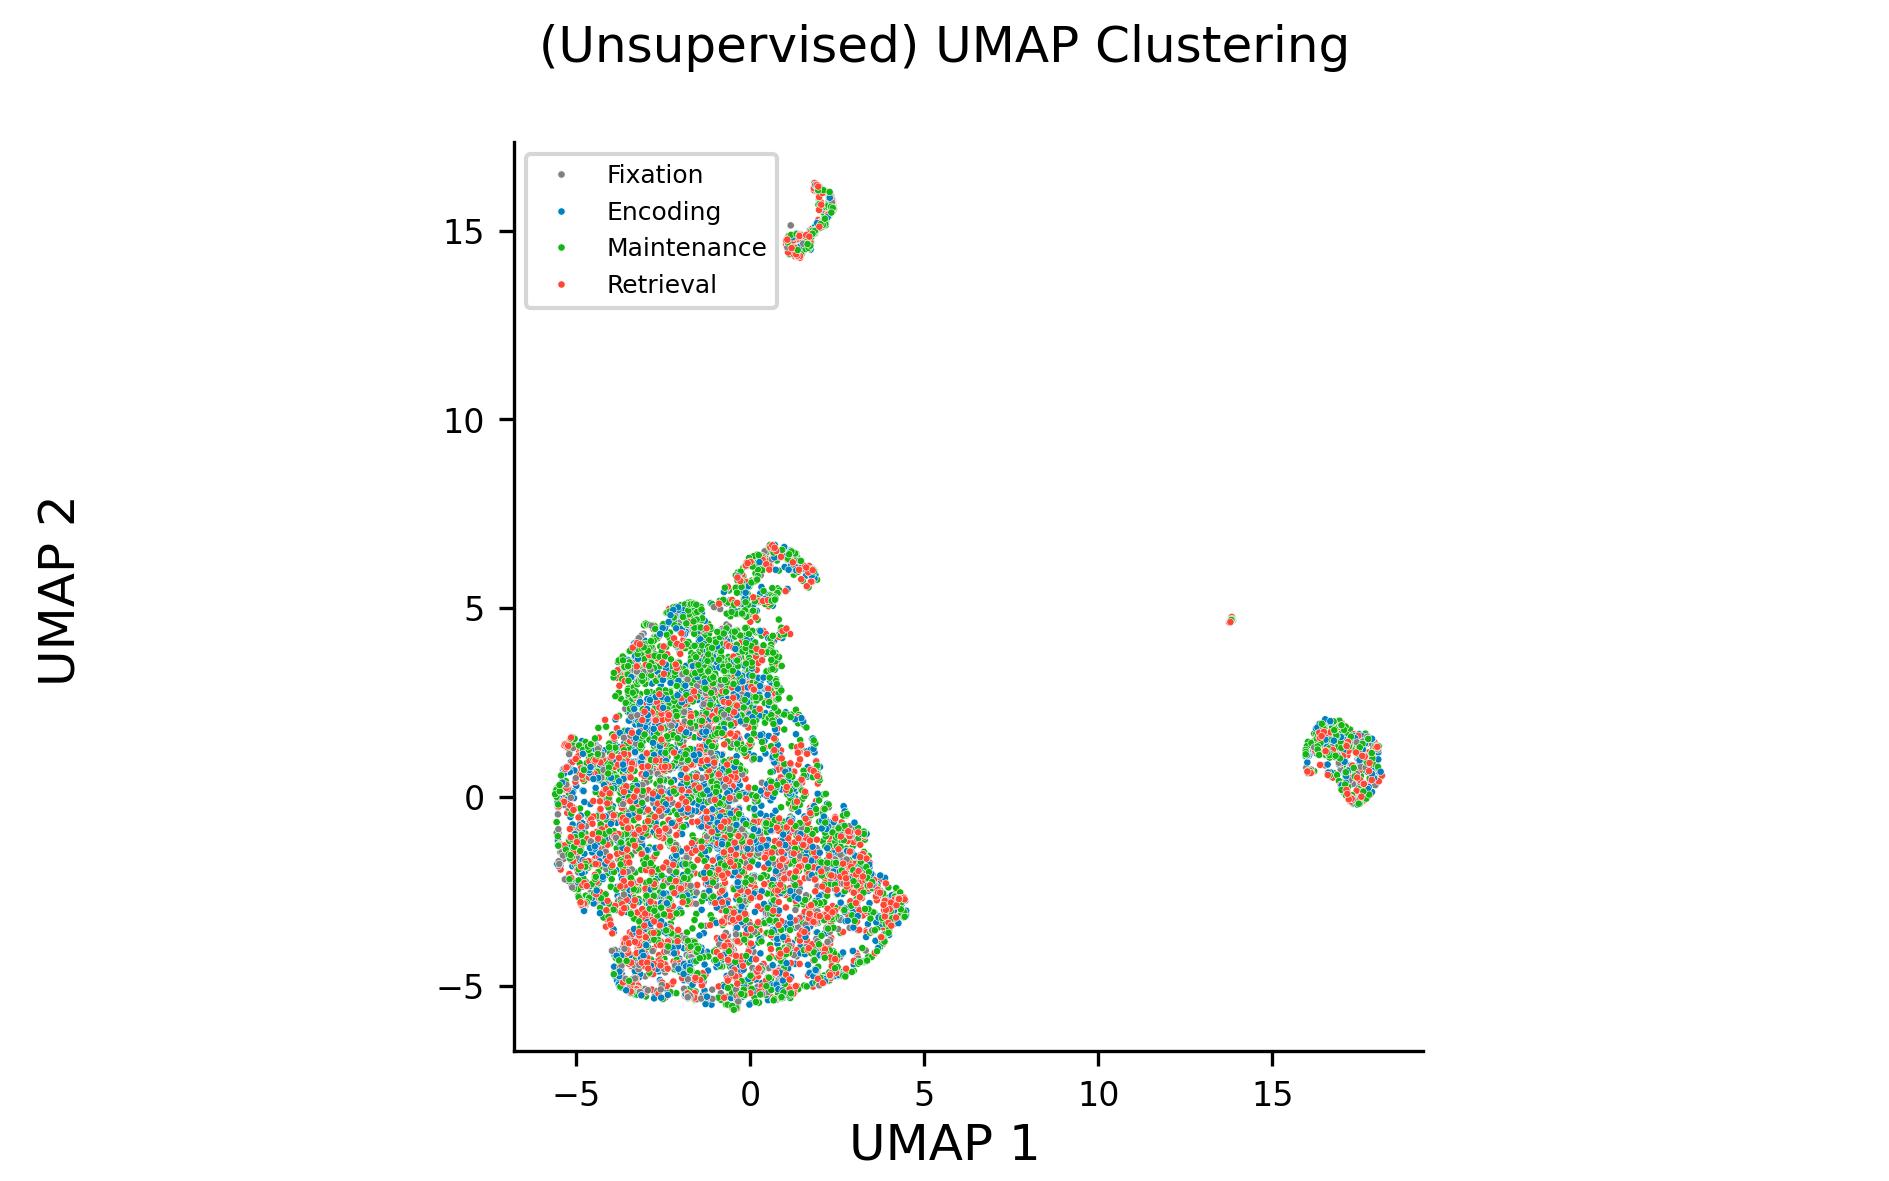 (Unsupervised) UMAP Clustering
Fixation
Encoding
Maintenance
Retrieval
15
10
5
0
−5
UMAP 2
−5 0 5 10 15
UMAP 1